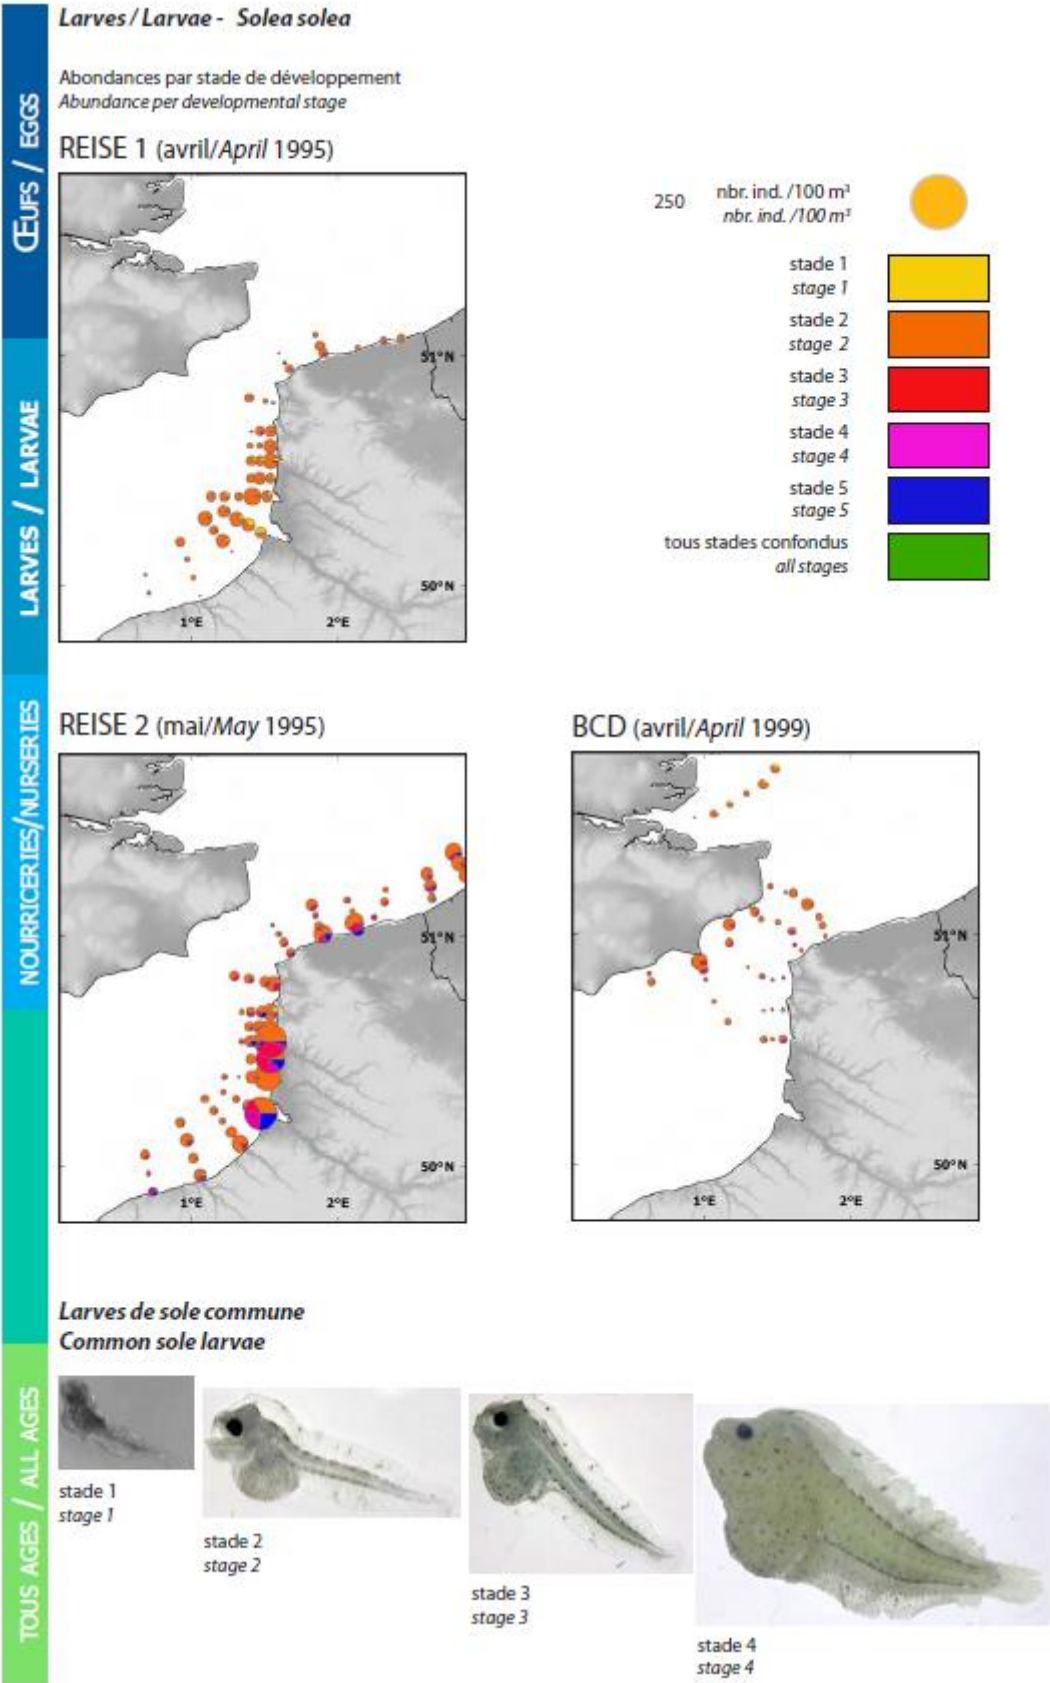 Larves / Larvae - Solea solea
Abondances par stade de développement
Abundance per developmental stage
REISE 1 (avril/April 1995)
51°N
50°N
1°E
2°E
250
nbr. ind. /100 m³
nbr. ind. /100 m³
stade 1
stage 1
stade 2
stage 2
stade 3
stage 3
stade 4
stage 4
stade 5
stage 5
tous stades confondus
all stages
ŒUFS / EGGS
LARVES / LARVAE
NOURRICERIES/NURSERIES
TOUS AGES / ALL AGES
REISE 2 (mai/May 1995)
51°N
50°N
1°E
2°E
BCD (avril/April 1999)
51°N
50°N
1°E
2°E
Larves de sole commune
Common sole larvae
stade 1
stage 1
stade 2
stage 2
stade 3
stage 3
stade 4
stage 4